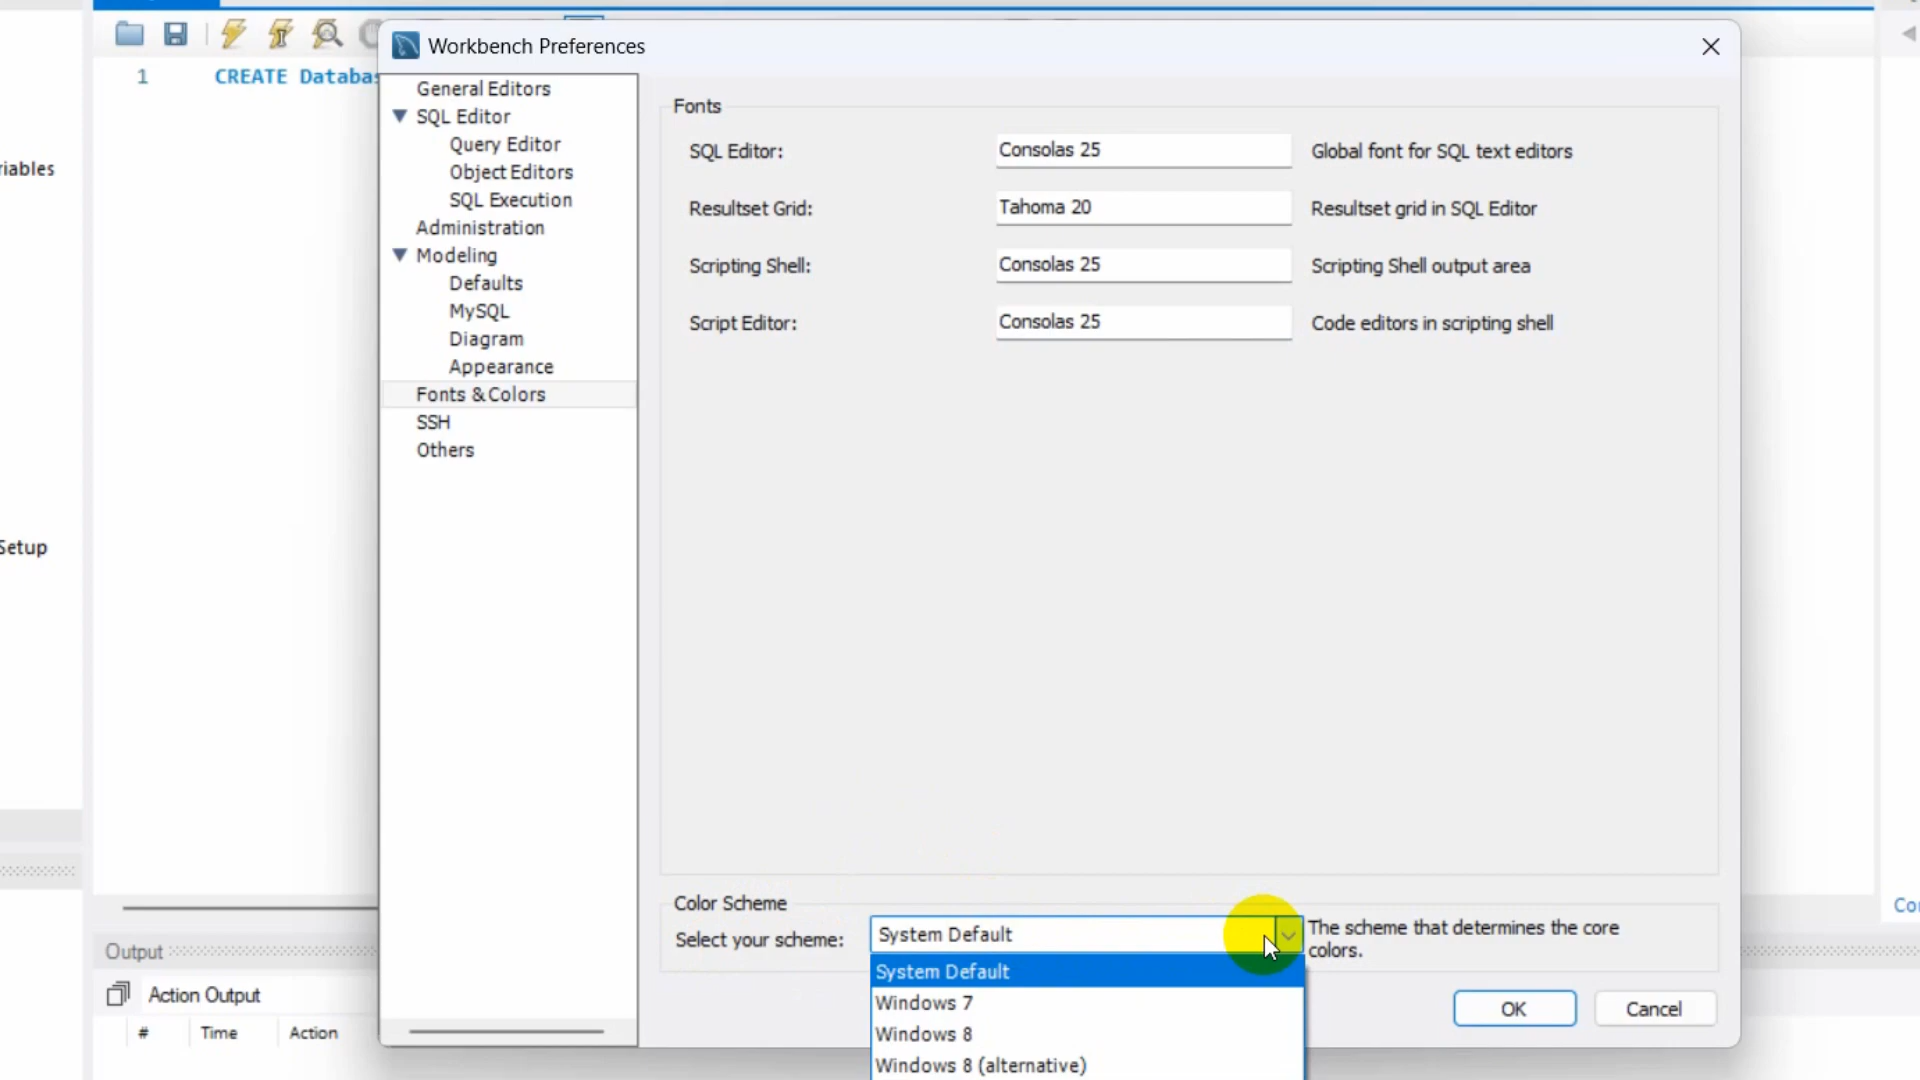 Workbench Preferences
1 CREATE Databas
riables
Setup
General Editors
SQL Editor
Query Editor
Object Editors
SQL Execution
Administration
Modeling
Defaults
MySQL
Diagram
Appearance
Fonts & Colors
SSH
Others
Fonts
SQL Editor: Consolas 25 Global font for SQL text editors
Resultset Grid: Tahoma 20 Resultset grid in SQL Editor
Scripting Shell: Consolas 25 Scripting Shell output area
Script Editor: Consolas 25 Code editors in scripting shell
Color Scheme
Select your scheme: System Default The scheme that determines the core
colors.
System Default
Windows 7
Windows 8
Windows 8 (alternative)
OK Cancel
Output
Action Output
# Time Action
Co